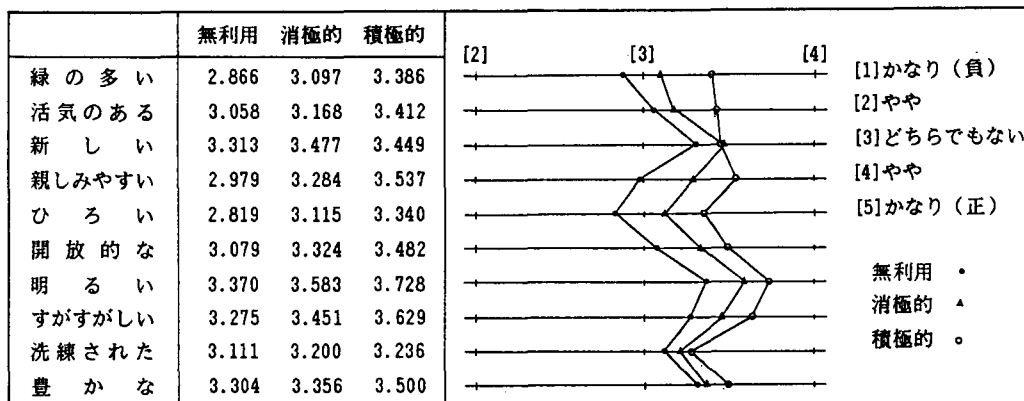 無利用 消極的 積極的
[2] [3] [4]
緑の多い 2.866 3.097 3.386 [1]かなり（負）
活気のある 3.058 3.168 3.412 [2]やや
新しい 3.313 3.477 3.449 [3]どちらでもない
親しみやすい 2.979 3.284 3.537 [4]やや
ひろい 2.819 3.115 3.340 [5]かなり（正）
開放的な 3.079 3.324 3.482
明るい 3.370 3.583 3.728
すがすがしい 3.275 3.451 3.629
洗練された 3.111 3.200 3.236
豊かな 3.304 3.356 3.500
無利用
消極的
積極的